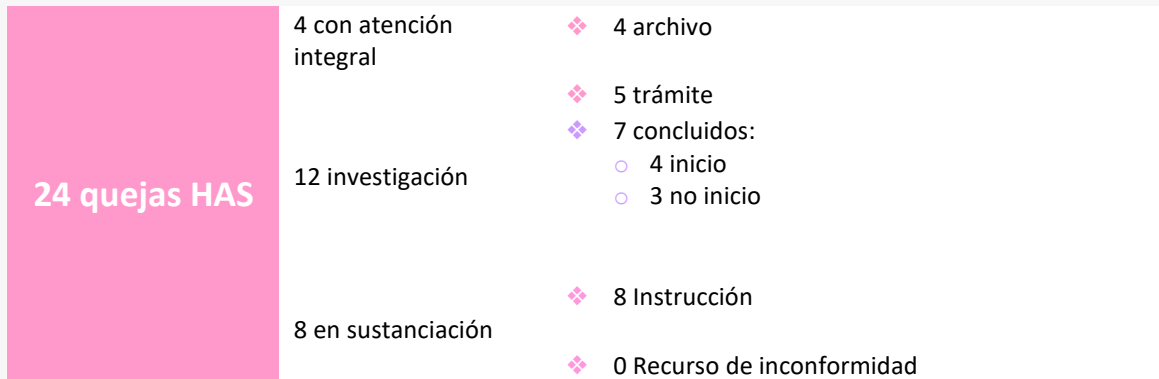 24 quejas HAS
4 con atención
integral
4 archivo
12 investigación
5 trámite
7 concluidos:
4 inicio
3 no inicio
8 en sustanciación
8 Instrucción
0 Recurso de inconformidad